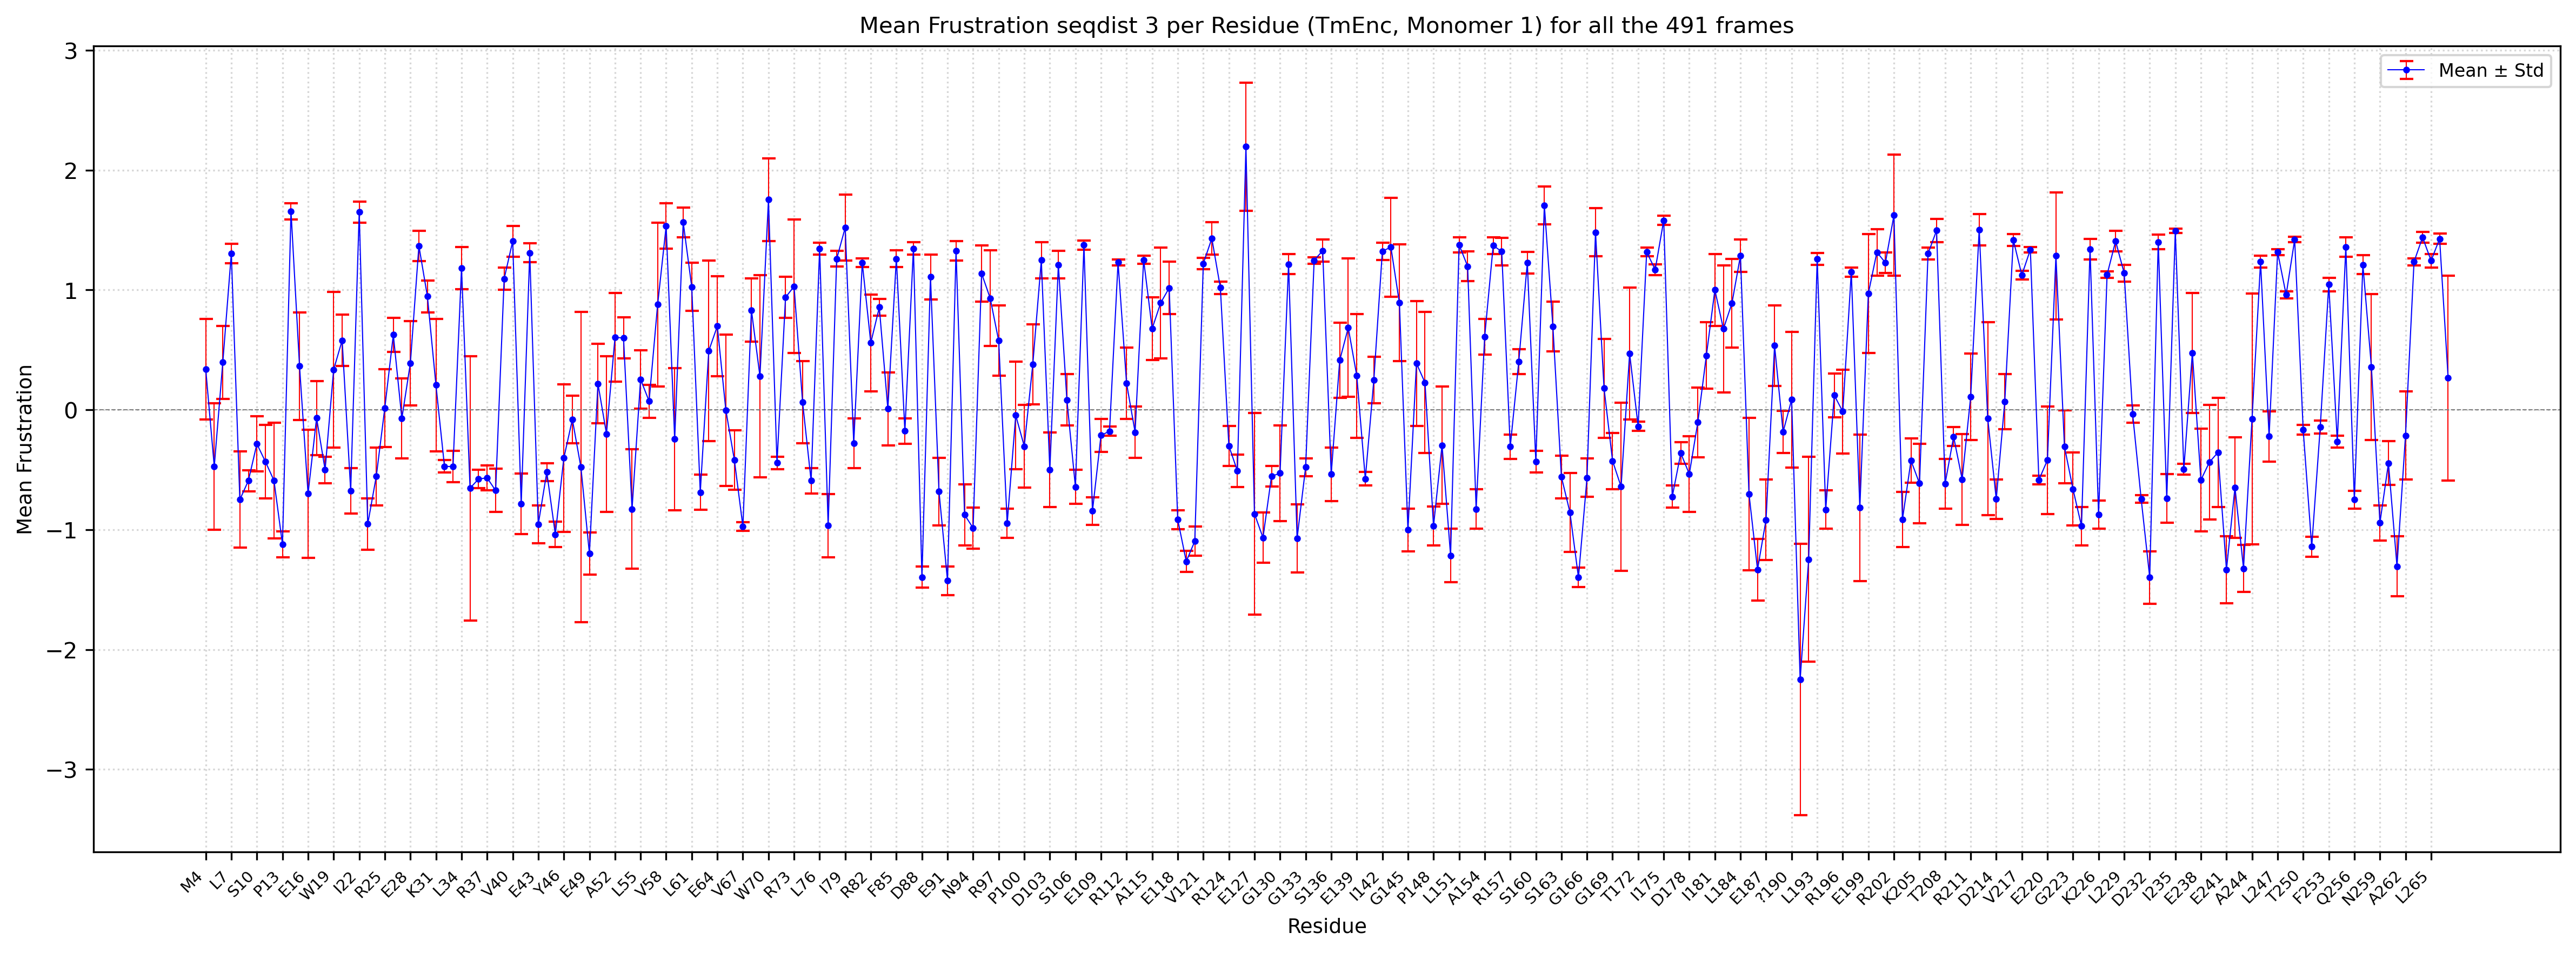 Mean Frustration seqdist 3 per Residue (TmEnc, Monomer 1) for all the 491 frames
Mean ± Std
3
2
1
0
−1
−2
−3
Mean Frustration
M4 L7 S10 P13 E16 W19 I22 R25 E28 K31 L34 R37 V40 E43 Y46 E49 A52 L55 V58 L61 E64 V67 W70 R73 L76 I79 R82 F85 D88 E91 N94 R97 P100 D103 S106 E109 R112 A115 E118 V121 R124 E127 G130 G133 S136 E139 I142 G145 P148 L151 A154 R157 S160 S163 G166 G169 T172 I175 D178 I181 L184 E187 ?190 L193 R196 E199 R202 K205 T208 R211 D214 V217 E220 G223 K226 L229 D232 I235 E238 E241 A244 L247 T250 F253 Q256 N259 A262 L265
Residue